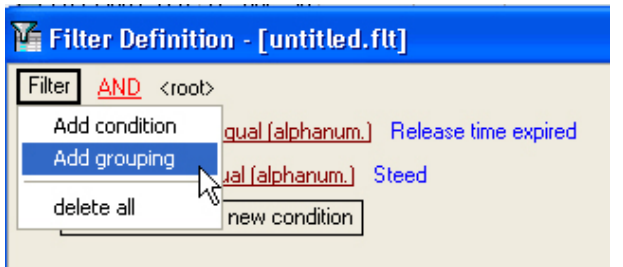 Filter Definition - [untitled.flt]
Filter AND <root>
Add condition
qual (alphanum.) Release time expired
Add grouping
ual (alphanum.) Steed
delete all
new condition